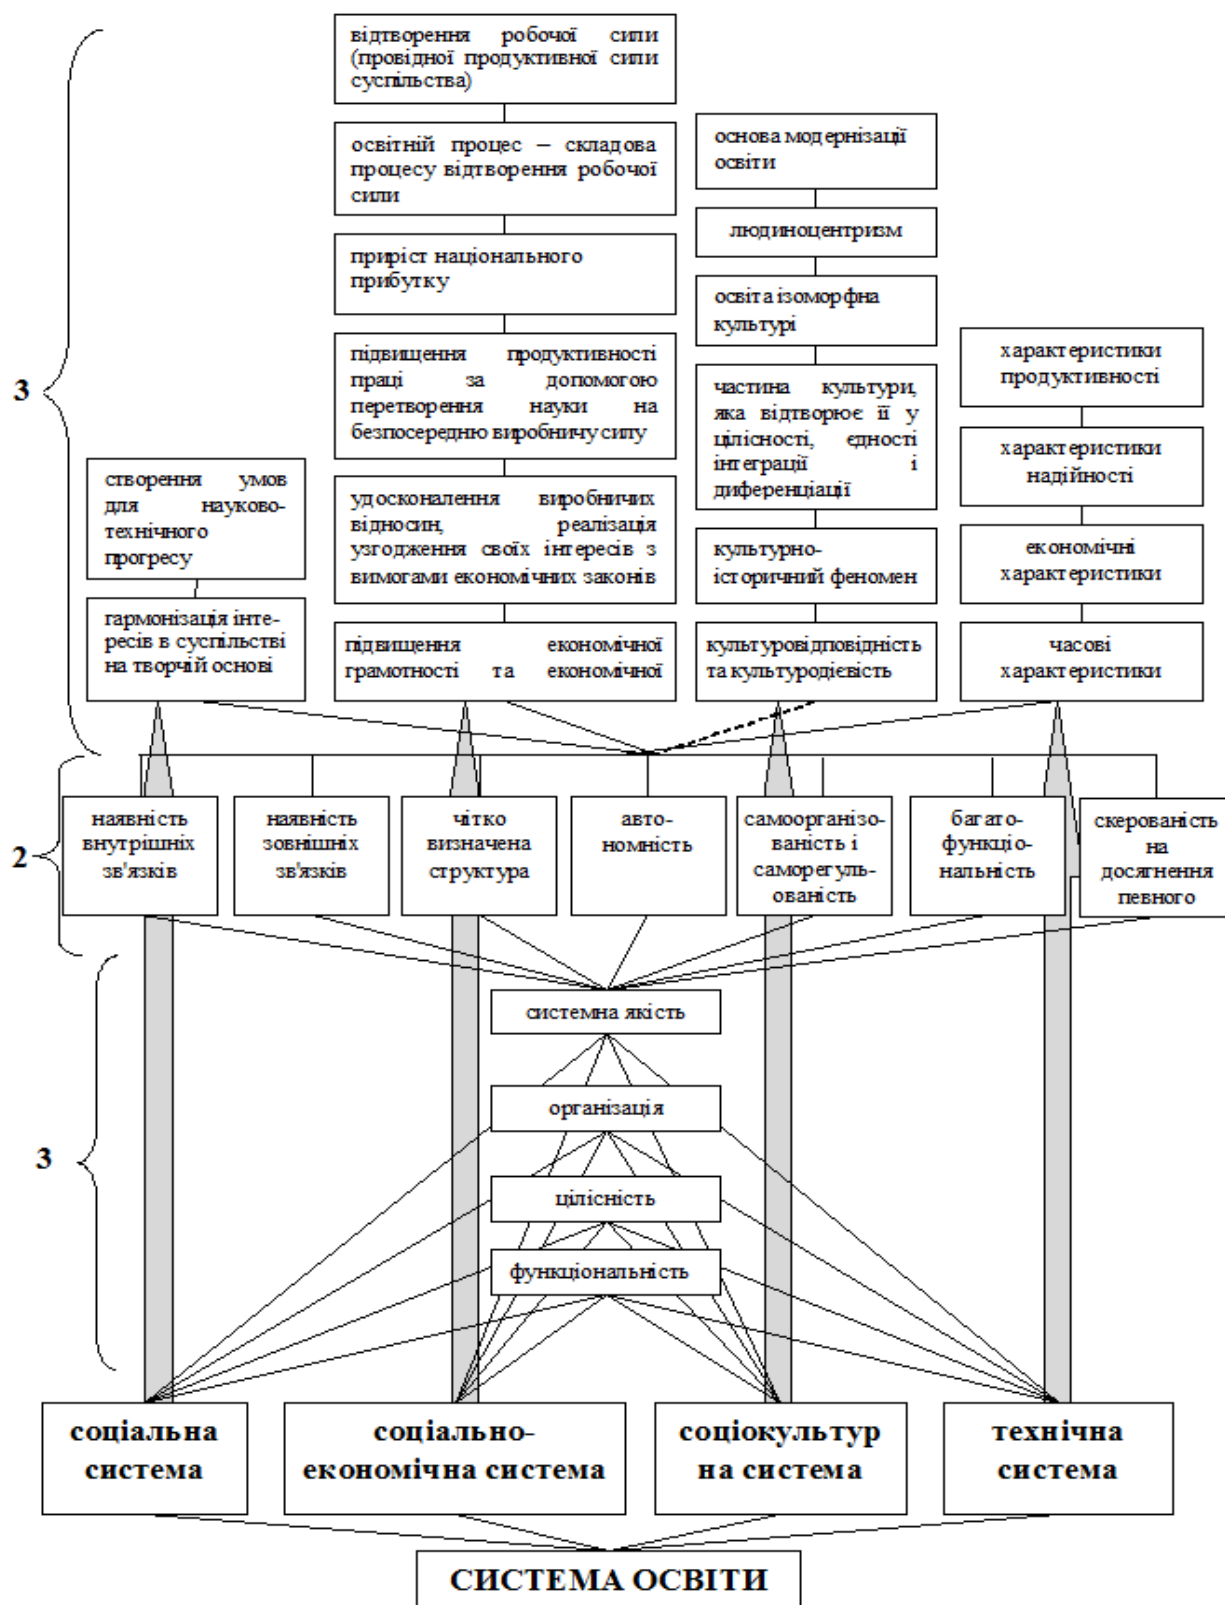 відтворення робочої сили
(провідної продуктивної сили
суспільства)
освітній процес – складова
процесу відтворення робочої
сили
приріст національного
прибутку
підвищення продуктивності
праці за допомогою
перетворення науки на
безпосередню виробничу силу
удосконалення виробничих
відносин, реалізація
узгодження своїх інтересів з
вимогами економічних законів
підвищення економічної
грамотності та економічної
основа модернізації
освіти
людиноцентризм
освіта ізоморфна
культурі
частина культури,
яка відтворює її у
цілісності, єдності
інтеграції і
диференціації
культурно-
історичний феномен
культуровідповідність
та культуродієвість
характеристики
продуктивності
характеристики
надійності
економічні
характеристики
часові
характеристики
3
створення умов
для науково-
технічного
прогресу
гармонізація інте-
ресів в суспільстві
на творчій основі
2
наявність
внутрішніх
зв'язків
наявність
зовнішніх
зв'язків
чітко
визначена
структура
авто-
номність
самоорганізо-
ваність і
саморегуль-
ованість
багато-
функціо-
нальність
скерованість
на
досягнення
певного
3
системна якість
організація
цілісність
функціональність
соціальна
система
соціально-
економічна система
соціокультур
на система
технічна
система
СИСТЕМА ОСВІТИ